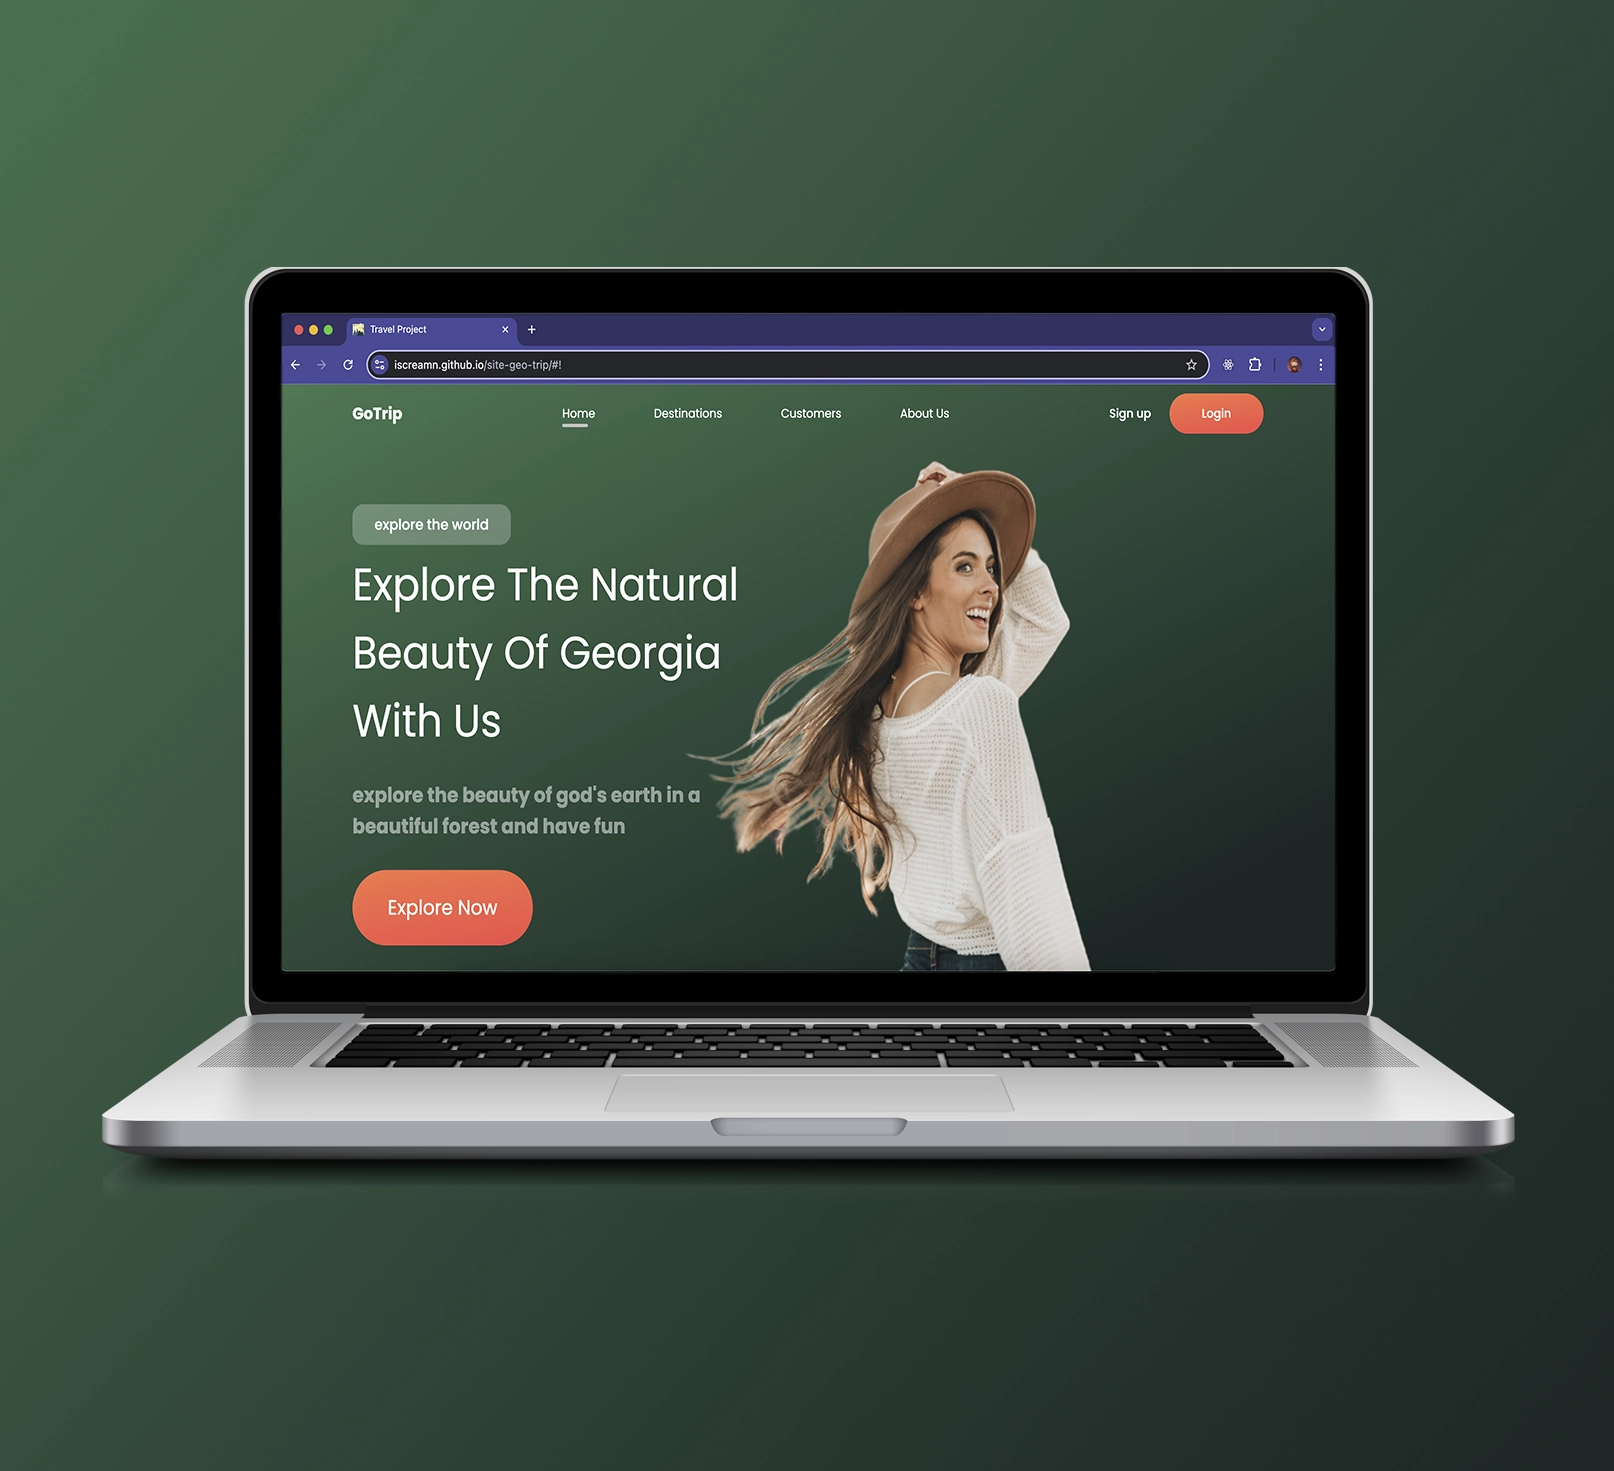 Travel Project
iscreamn.github.io/site-geo-trip/#!
GoTrip Home Destinations Customers About Us Sign up Login
explore the world
Explore The Natural
Beauty Of Georgia
With Us
explore the beauty of god's earth in a
beautiful forest and have fun
Explore Now